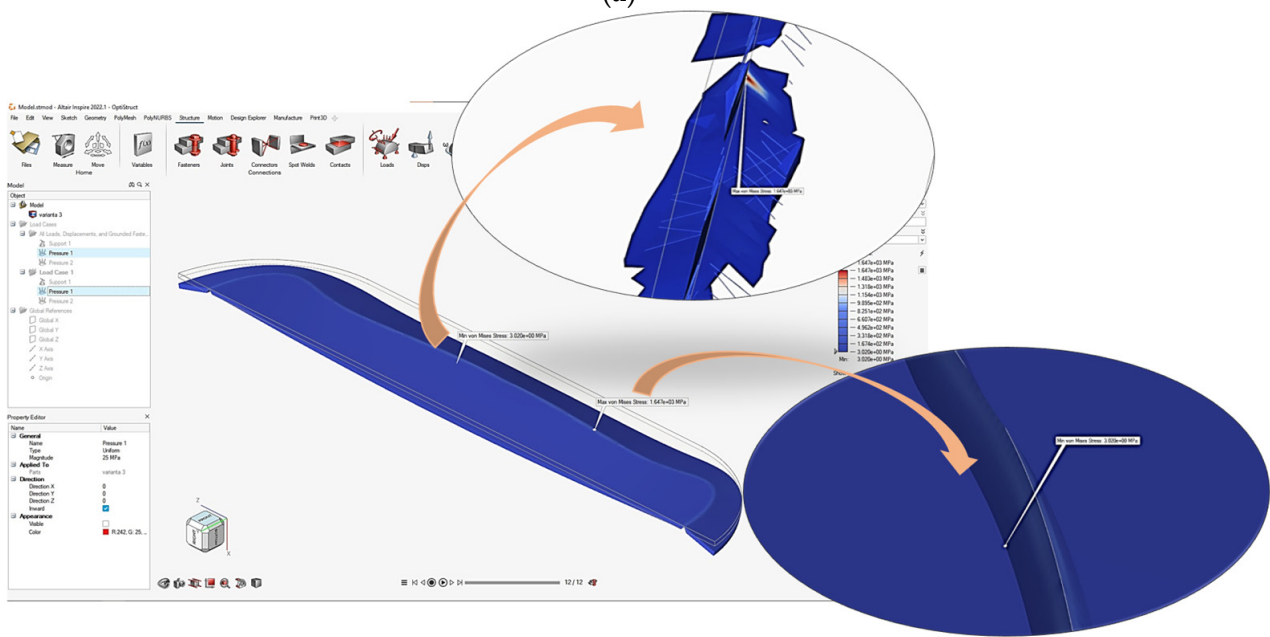 (a)
Model.stmod - Altair Inspire 2022.1 - OptiStruct
File Edit View Sketch Geometry PolyMesh PolyNURBS Structure Motion Design Explorer Manufacture Print3D
Files Measure Move Variables Fasteners Joints Connectors Spot Welds Contacts Loads Disps
Home Connections
Model
Object
Model
varianta 3
Load Cases
All Loads, Displacements, and Grounded Faste...
Support 1
Pressure 1
Pressure 2
Load Case 1
Support 1
Pressure 1
Pressure 2
Global References
Global X
Global Y
Global Z
X Axis
Y Axis
Z Axis
Origin
Property Editor
Name Value
General
Name Pressure 1
Type Uniform
Magnitude 25 MPa
Applied To
Parts varianta 3
Direction
Direction X 0
Direction Y 0
Direction Z 0
Inward
Appearance
Visible
Color R:242, G: 25, ...
Max von Mises Stress: 1.647e+03 MPa
Min von Mises Stress: 3.020e+00 MPa
Max von Mises Stress: 1.647e+03 MPa
Min von Mises Stress: 3.020e+00 MPa
1.647e+03 MPa
1.647e+03 MPa
1.483e+03 MPa
1.318e+03 MPa
1.154e+03 MPa
9.895e+02 MPa
8.251e+02 MPa
6.607e+02 MPa
4.962e+02 MPa
3.318e+02 MPa
1.674e+02 MPa
3.020e+00 MPa
Min: 3.020e+00 MPa
Z
X
12 / 12